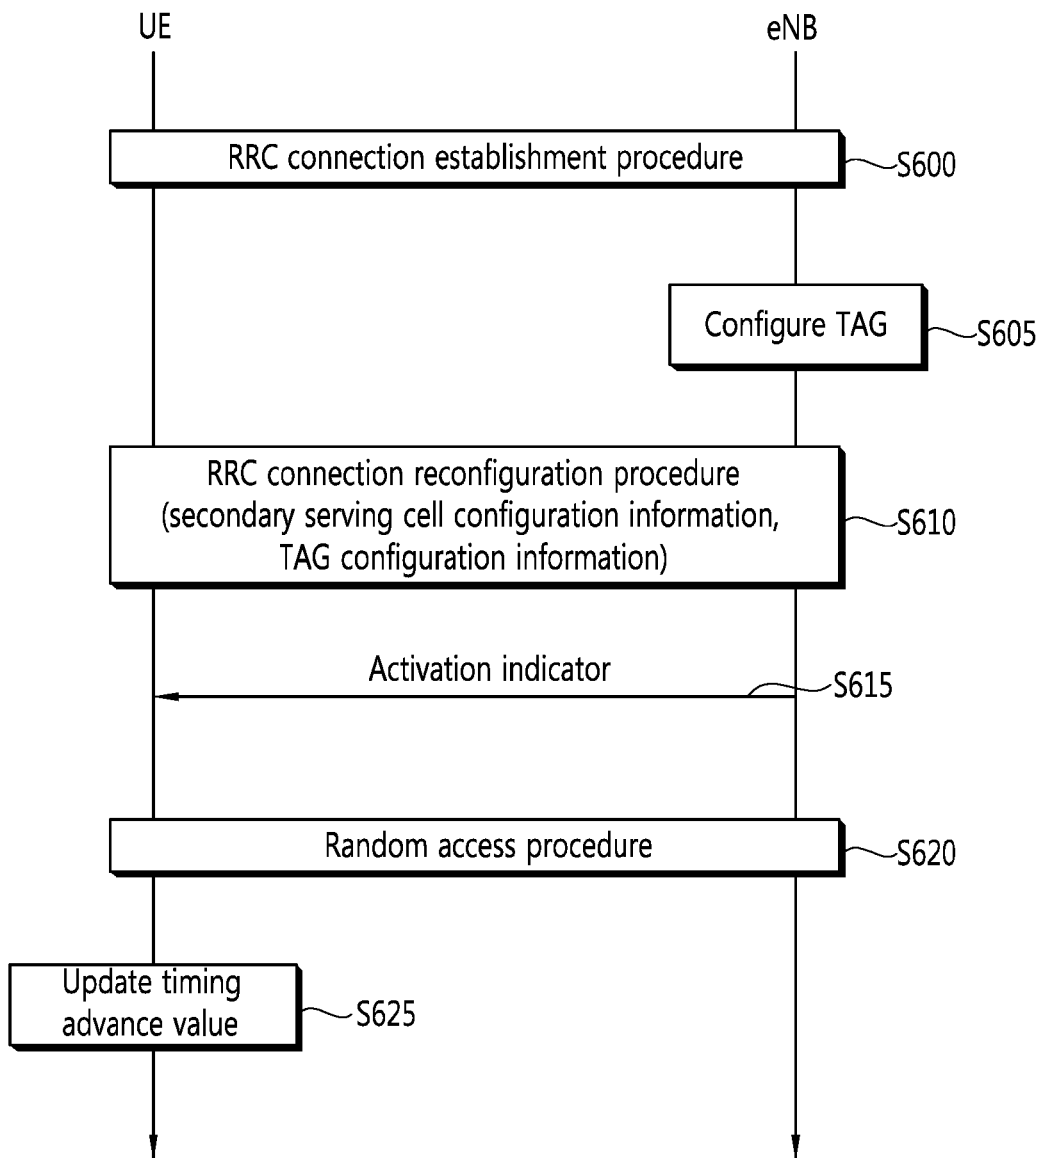 UE
eNB
RRC connection establishment procedure
S600
Configure TAG
S605
RRC connection reconfiguration procedure
(secondary serving cell configuration information,
TAG configuration information)
S610
Activation indicator
S615
Random access procedure
S620
Update timing
advance value
S625